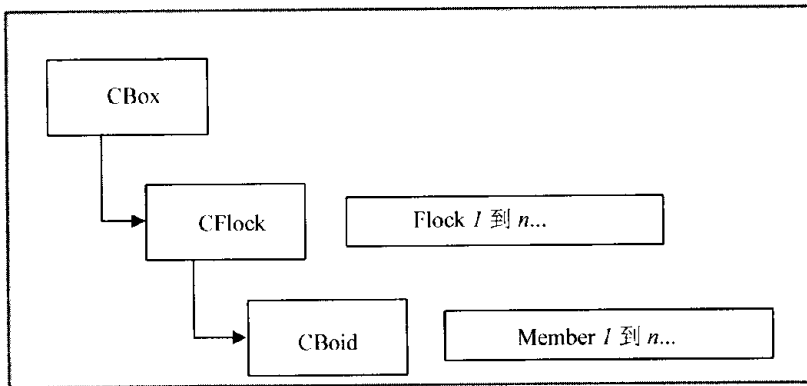 CBox
CFlock
Flock 1 到 n...
CBoid
Member 1 到 n...